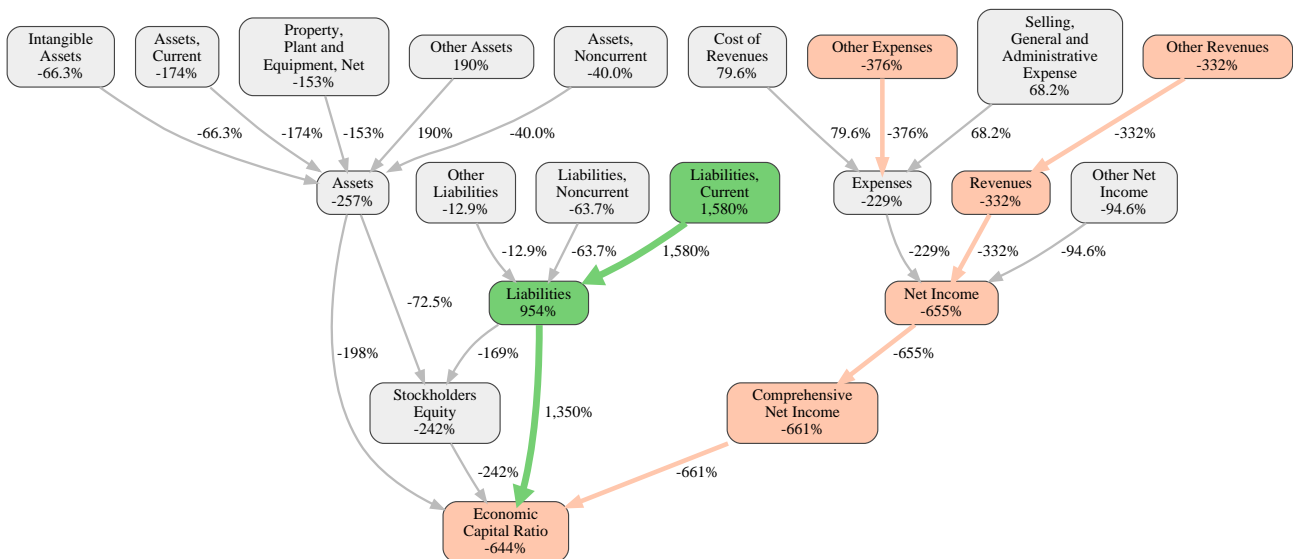 Intangible
Assets
-66.3%
Assets,
Current
-174%
Property,
Plant and
Equipment, Net
-153%
Other Assets
190%
Assets,
Noncurrent
-40.0%
Cost of
Revenues
79.6%
Other Expenses
-376%
Selling,
General and
Administrative
Expense
68.2%
Other Revenues
-332%
-66.3%
-174%
-153%
190%
-40.0%
79.6%
-376%
68.2%
-332%
Assets
-257%
Other
Liabilities
-12.9%
Liabilities,
Noncurrent
-63.7%
Liabilities,
Current
1,580%
Expenses
-229%
Revenues
-332%
Other Net
Income
-94.6%
-12.9%
-63.7%
1,580%
-229%
-332%
-94.6%
Liabilities
954%
Net Income
-655%
-72.5%
-198%
-169%
-655%
Stockholders
Equity
-242%
1,350%
Comprehensive
Net Income
-661%
-242%
-661%
Economic
Capital Ratio
-644%